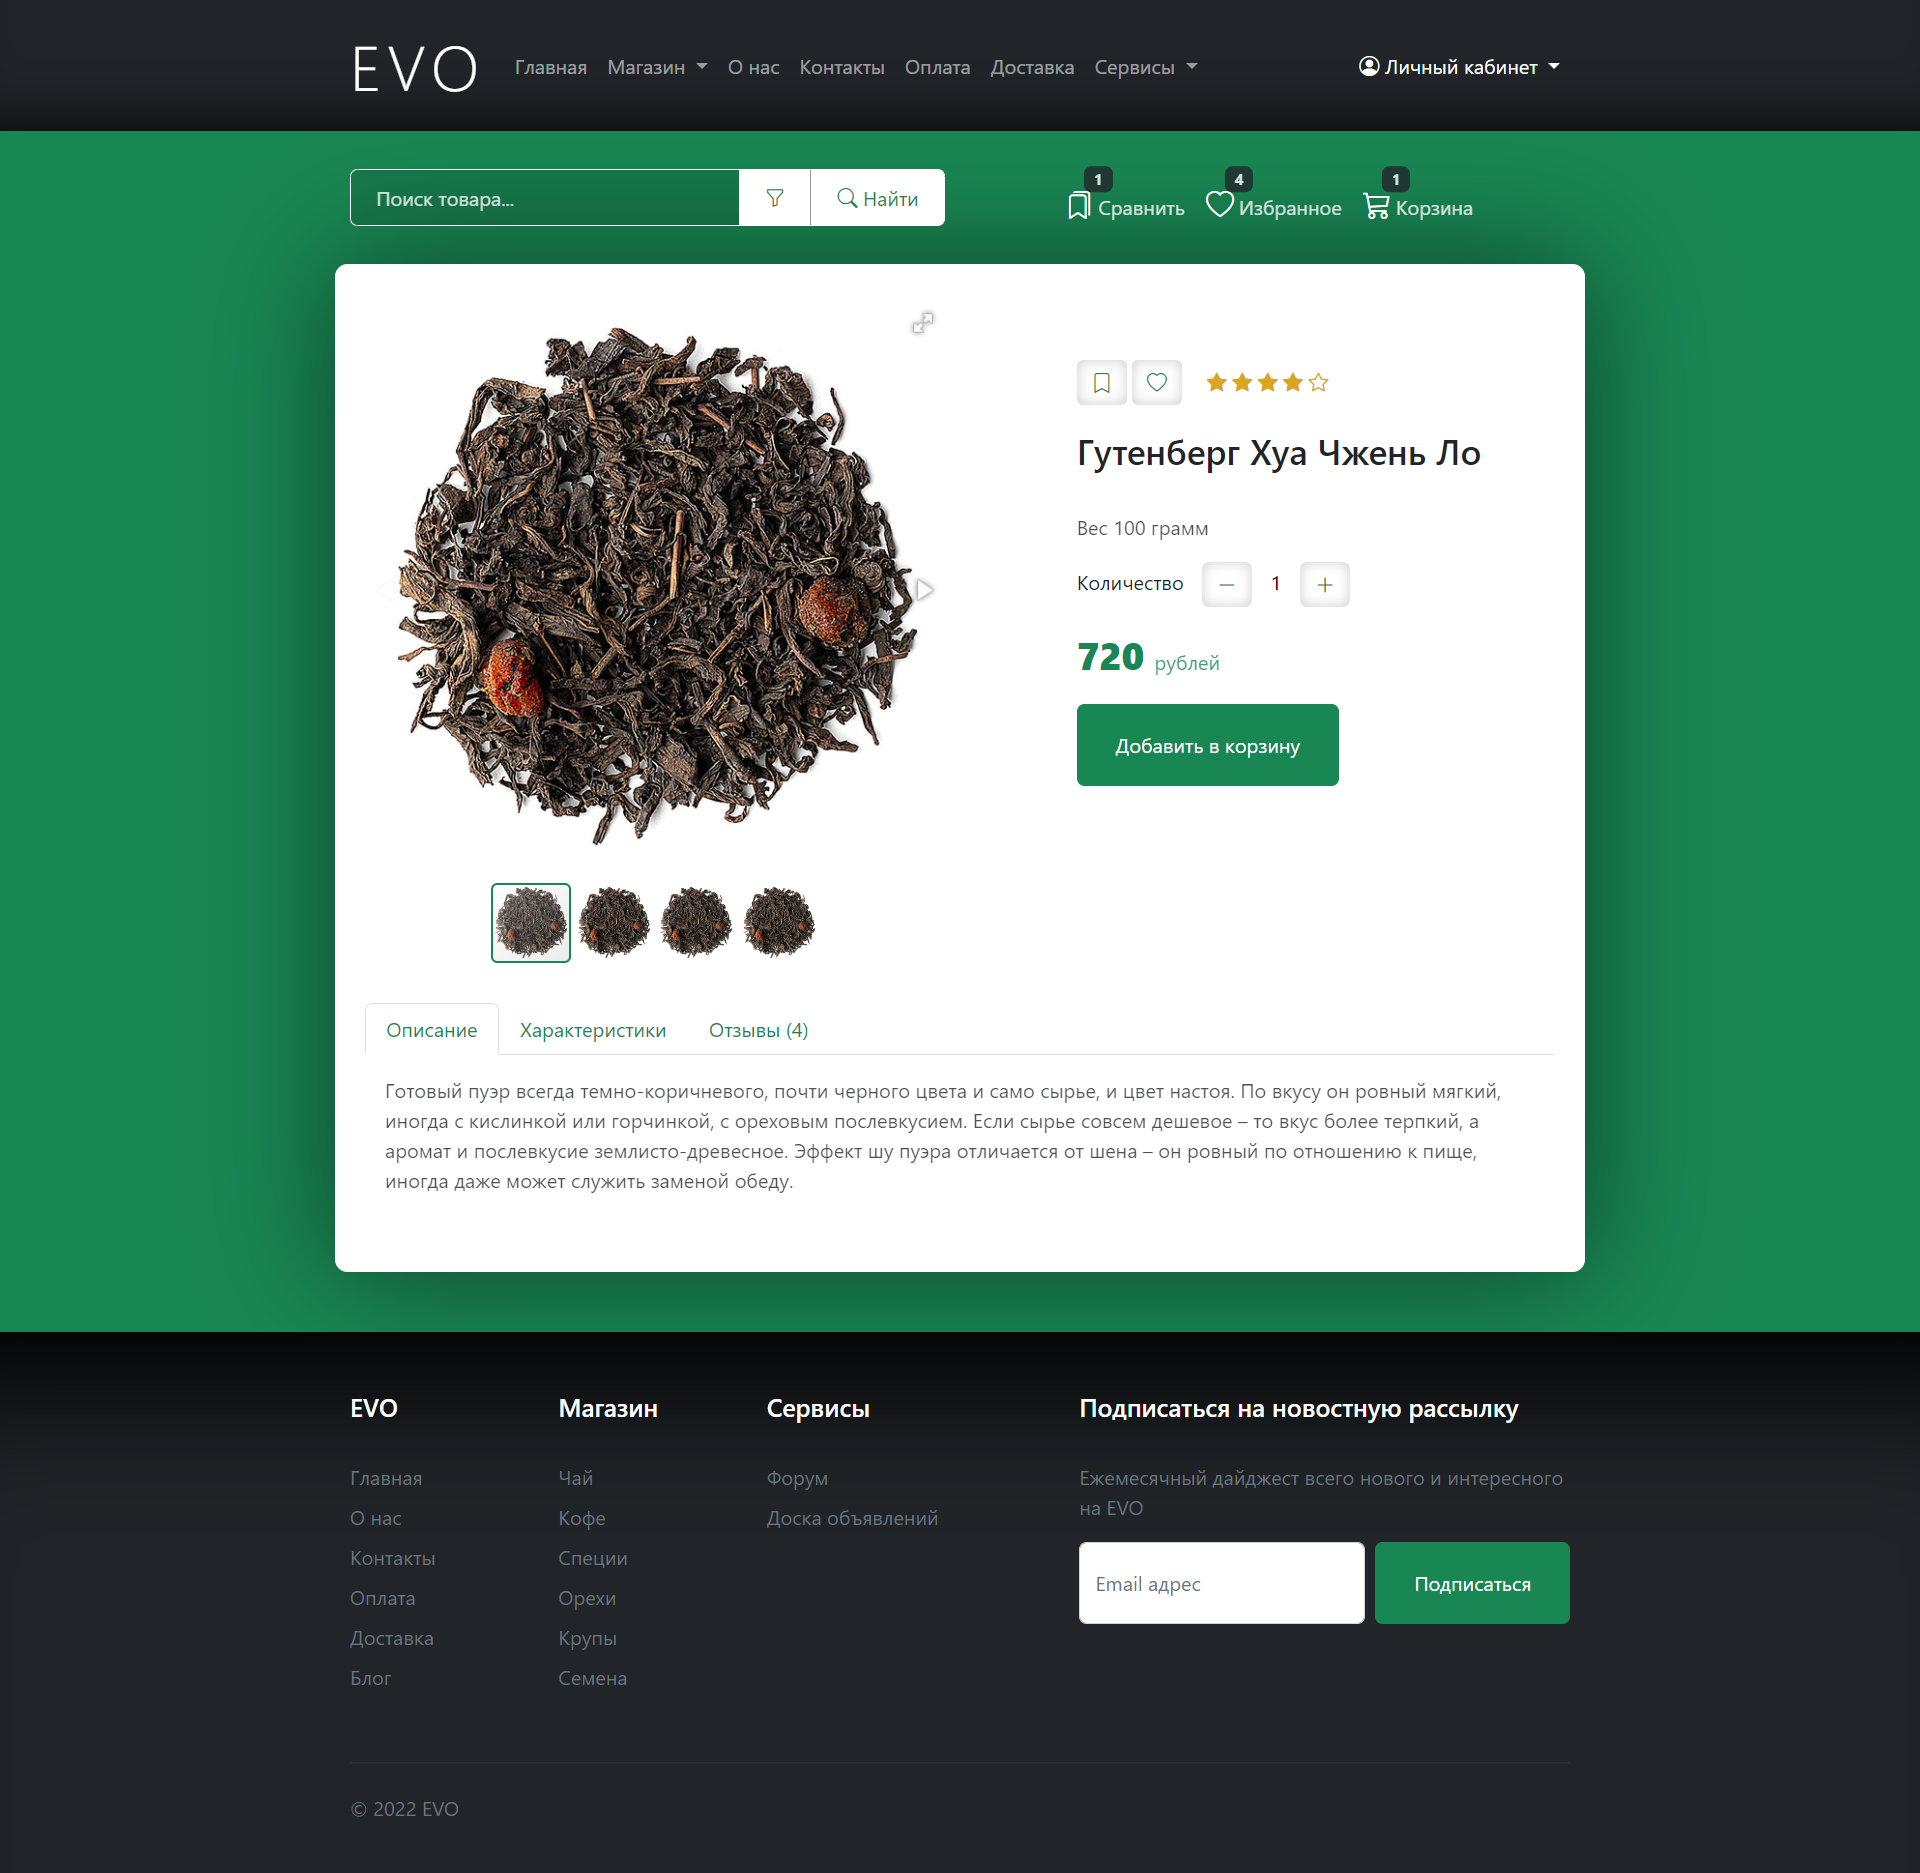 EVO
Главная Магазин О нас Контакты Оплата Доставка Сервисы Личный кабинет
Поиск товара... Найти
1 4 1
Сравнить Избранное Корзина
Гутенберг Хуа Чжень Ло
Вес 100 грамм
Количество − 1 +
720 рублей
Добавить в корзину
Описание Характеристики Отзывы (4)
Готовый пуэр всегда темно-коричневого, почти черного цвета и само сырье, и цвет настоя. По вкусу он ровный мягкий,
иногда с кислинкой или горчинкой, с ореховым послевкусием. Если сырье совсем дешевое – то вкус более терпкий, а
аромат и послевкусие землисто-древесное. Эффект шу пуэра отличается от шена – он ровный по отношению к пище,
иногда даже может служить заменой обеду.
EVO
Главная
О нас
Контакты
Оплата
Доставка
Блог
Магазин
Чай
Кофе
Специи
Орехи
Крупы
Семена
Сервисы
Форум
Доска объявлений
Подписаться на новостную рассылку
Ежемесячный дайджест всего нового и интересного
на EVO
Email адрес Подписаться
© 2022 EVO